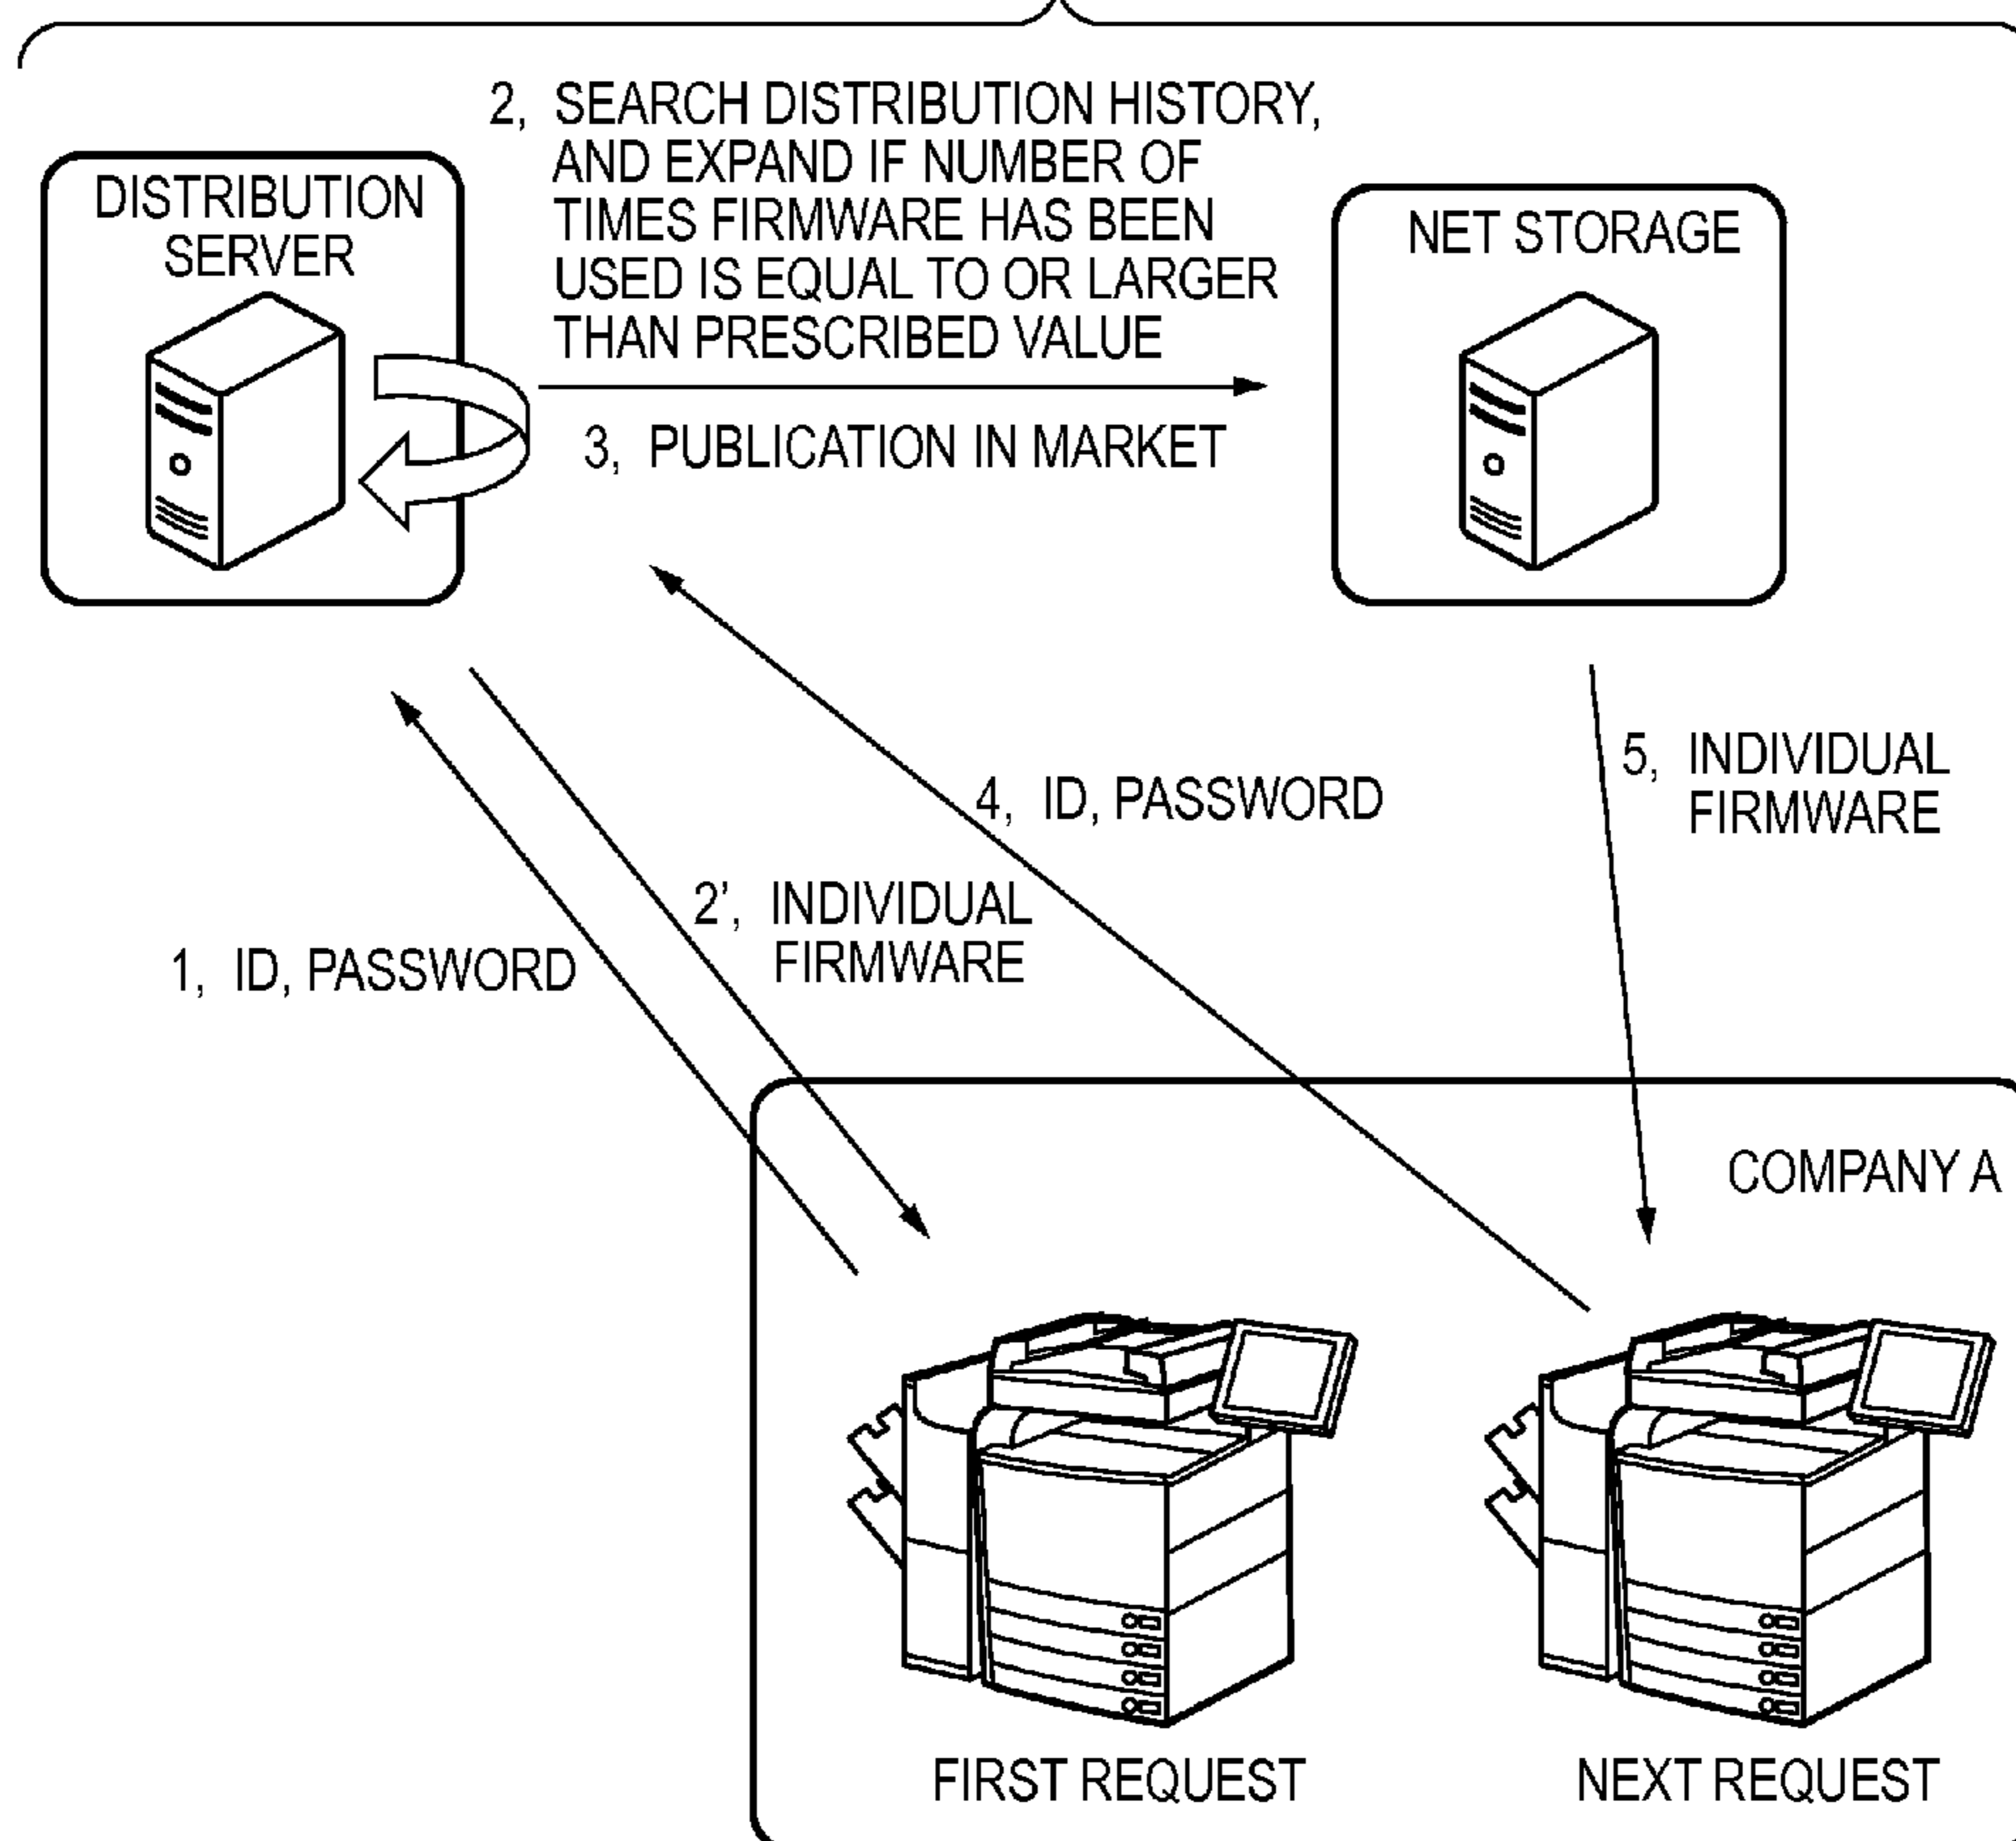 2, SEARCH DISTRIBUTION HISTORY,
AND EXPAND IF NUMBER OF
TIMES FIRMWARE HAS BEEN
USED IS EQUAL TO OR LARGER
THAN PRESCRIBED VALUE
DISTRIBUTION
SERVER
NET STORAGE
3, PUBLICATION IN MARKET
5, INDIVIDUAL
FIRMWARE
4, ID, PASSWORD
2', INDIVIDUAL
FIRMWARE
1, ID, PASSWORD
COMPANY A
FIRST REQUEST
NEXT REQUEST